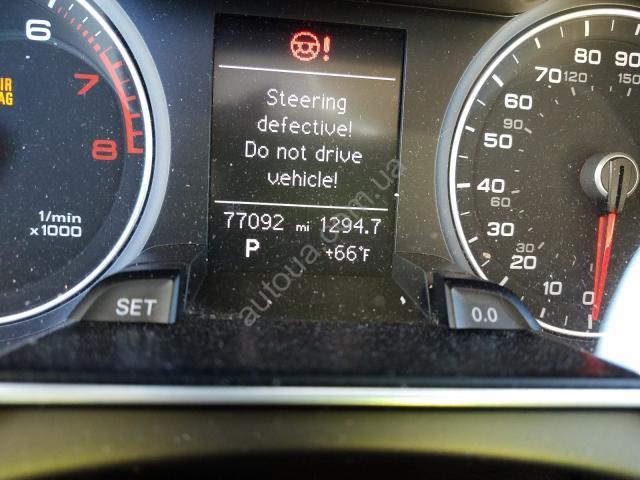 6
7
8
1/min
x1000
IR
AG
Steering
defective!
Do not drive
vehicle!
77092 mi 1294.7
P +66°F
SET
0.0
90
80
70
60
50
40
30
20
10
0
150
120
90
60
30
autoua.com.ua